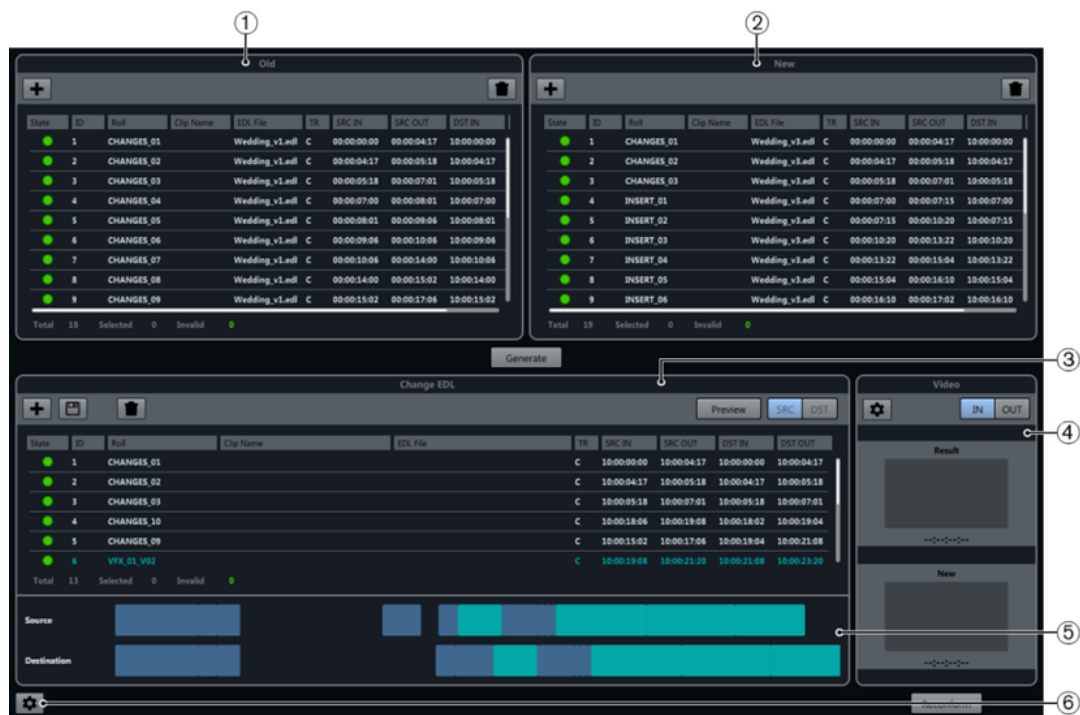 1 2
Old
State ID Roll Clip Name EDL File TR SRC IN SRC OUT DST IN
1 CHANGES_01 Wedding_v1.edl C 00:00:00:00 00:00:04:17 10:00:00:00
2 CHANGES_02 Wedding_v1.edl C 00:00:04:17 00:00:05:18 10:00:04:17
3 CHANGES_03 Wedding_v1.edl C 00:00:05:18 00:00:07:01 10:00:05:18
4 CHANGES_04 Wedding_v1.edl C 00:00:07:00 00:00:08:01 10:00:07:00
5 CHANGES_05 Wedding_v1.edl C 00:00:08:01 00:00:09:06 10:00:08:01
6 CHANGES_06 Wedding_v1.edl C 00:00:09:06 00:00:10:06 10:00:09:06
7 CHANGES_07 Wedding_v1.edl C 00:00:10:06 00:00:14:00 10:00:10:06
8 CHANGES_08 Wedding_v1.edl C 00:00:14:00 00:00:15:02 10:00:14:00
9 CHANGES_09 Wedding_v1.edl C 00:00:15:02 00:00:17:06 10:00:15:02
Total 18 Selected 0 Invalid 0
New
State ID Roll Clip Name EDL File TR SRC IN SRC OUT DST IN
1 CHANGES_01 Wedding_v3.edl C 00:00:00:00 00:00:04:17 10:00:00:00
2 CHANGES_02 Wedding_v3.edl C 00:00:04:17 00:00:05:18 10:00:04:17
3 CHANGES_03 Wedding_v3.edl C 00:00:05:18 00:00:07:01 10:00:05:18
4 INSERT_01 Wedding_v3.edl C 00:00:07:00 00:00:07:15 10:00:07:00
5 INSERT_02 Wedding_v3.edl C 00:00:07:15 00:00:10:20 10:00:07:15
6 INSERT_03 Wedding_v3.edl C 00:00:10:20 00:00:13:22 10:00:10:20
7 INSERT_04 Wedding_v3.edl C 00:00:13:22 00:00:15:04 10:00:13:22
8 INSERT_05 Wedding_v3.edl C 00:00:15:04 00:00:16:10 10:00:15:04
9 INSERT_06 Wedding_v3.edl C 00:00:16:10 00:00:17:02 10:00:16:10
Total 19 Selected 0 Invalid 0
Generate
3
Change EDL
Preview SRC DST
State ID Roll Clip Name EDL File TR SRC IN SRC OUT DST IN DST OUT
1 CHANGES_01 C 10:00:00:00 10:00:04:17 10:00:00:00 10:00:04:17
2 CHANGES_02 C 10:00:04:17 10:00:05:18 10:00:04:17 10:00:05:18
3 CHANGES_03 C 10:00:05:18 10:00:07:01 10:00:05:18 10:00:07:01
4 CHANGES_10 C 10:00:18:06 10:00:19:08 10:00:18:02 10:00:19:04
5 CHANGES_09 C 10:00:15:02 10:00:17:06 10:00:19:04 10:00:21:08
6 VFX_01_V02 C 10:00:19:08 10:00:21:20 10:00:21:08 10:00:23:20
Total 13 Selected 0 Invalid 0
Source
Destination
Video
IN OUT
4
Result
--:--:--:--
New
5
--:--:--:--
Reconform
6